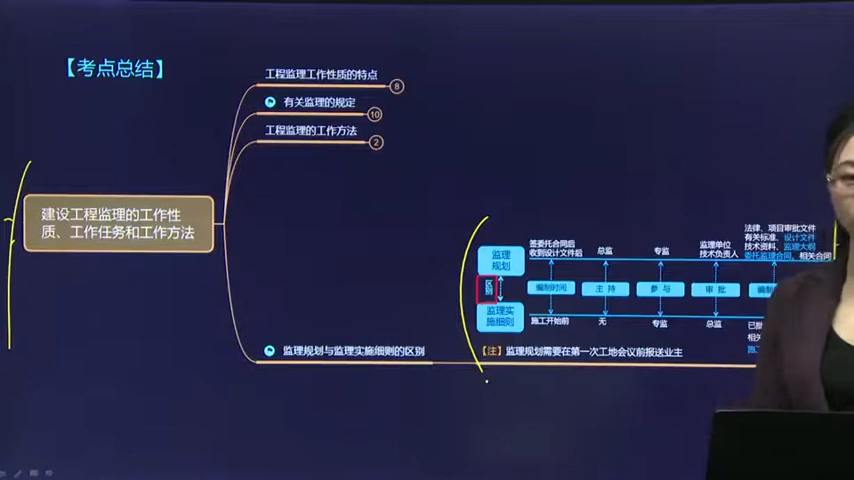 【考点总结】
工程监理工作性质的特点
8
有关监理的规定
10
工程监理的工作方法
2
建设工程监理的工作性
质、工作任务和工作方法
监理规划与监理实施细则的区别
监理
规划
区别
监理实
施细则
签委托合同后
收到设计文件后
总监
专监
监理单位
技术负责人
法律、项目审批文件
有关标准、设计文件
技术资料、监理大纲
委托监理合同，相关合同
编制时间
主 持
参 与
审 批
编制
施工开始前
无
专监
总监
相关
【注】监理规划需要在第一次工地会议前报送业主